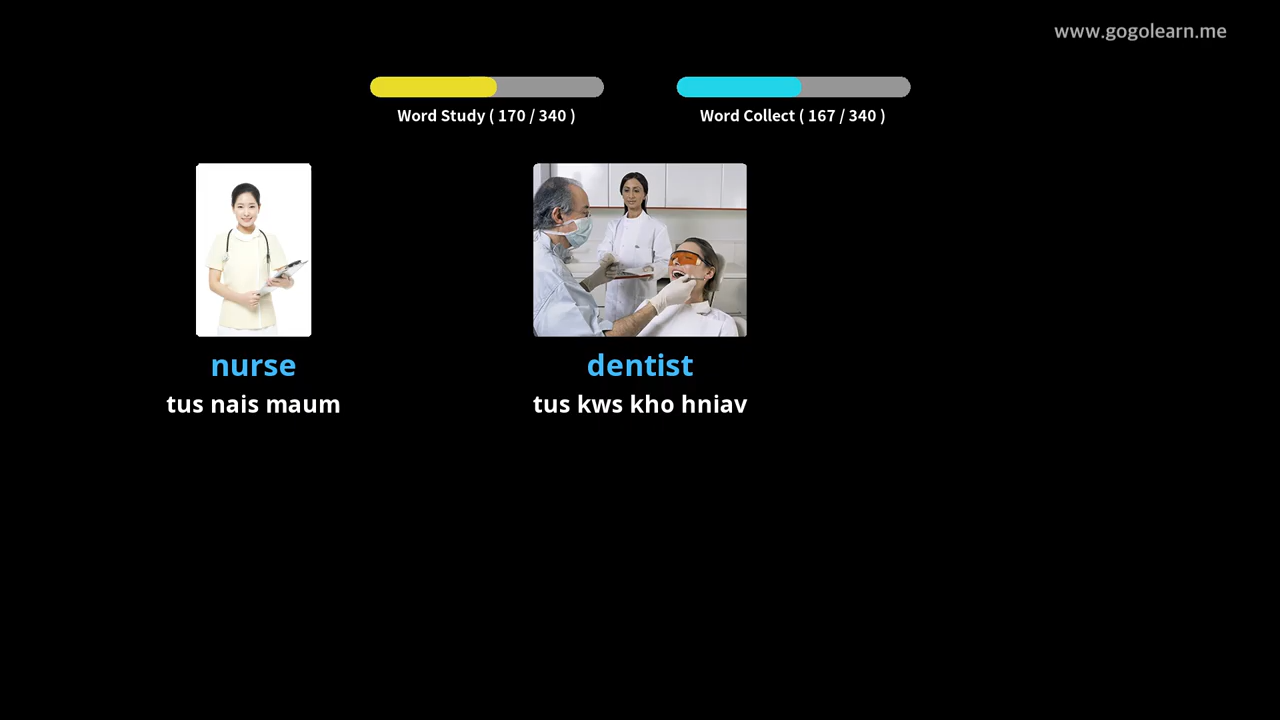 www.gogolearn.me
Word Study ( 170 / 340 )
Word Collect ( 167 / 340 )
nurse
tus nais maum
dentist
tus kws kho hniav